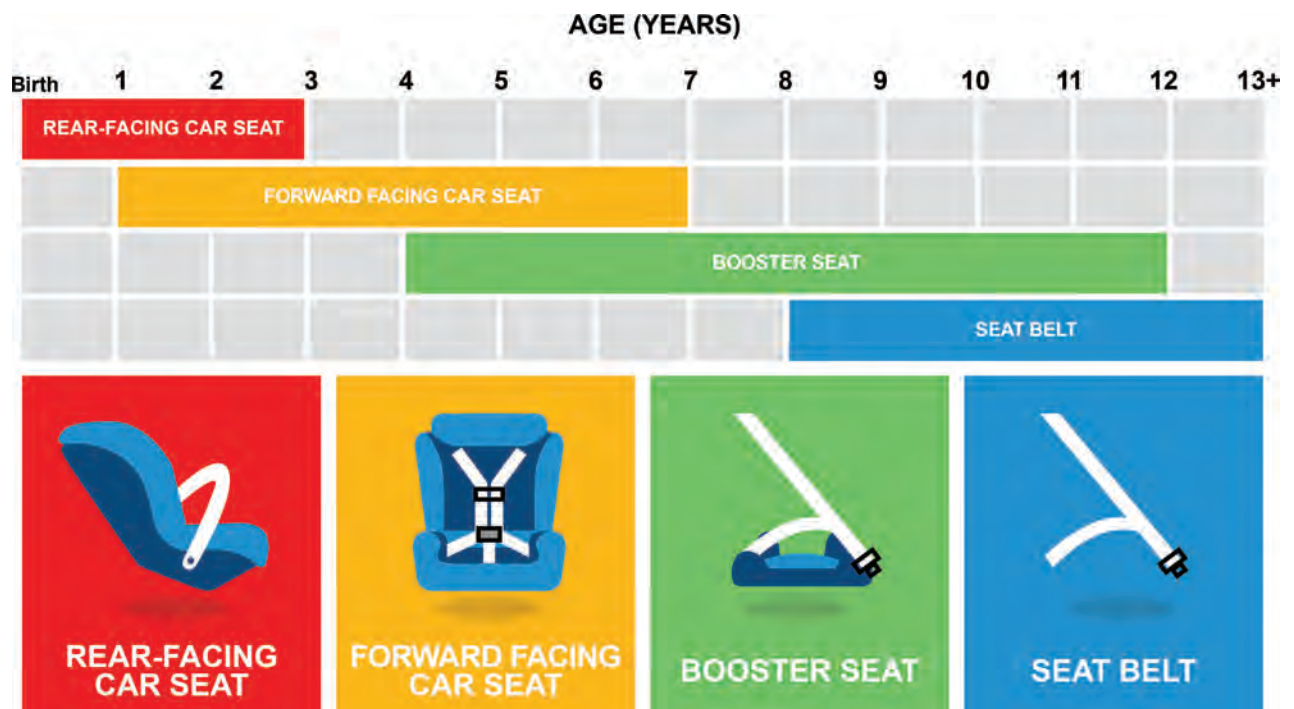 AGE (YEARS)
Birth 1 2 3 4 5 6 7 8 9 10 11 12 13+
REAR-FACING CAR SEAT
FORWARD FACING CAR SEAT
BOOSTER SEAT
SEAT BELT
REAR-FACING
CAR SEAT
FORWARD FACING
CAR SEAT
BOOSTER SEAT
SEAT BELT